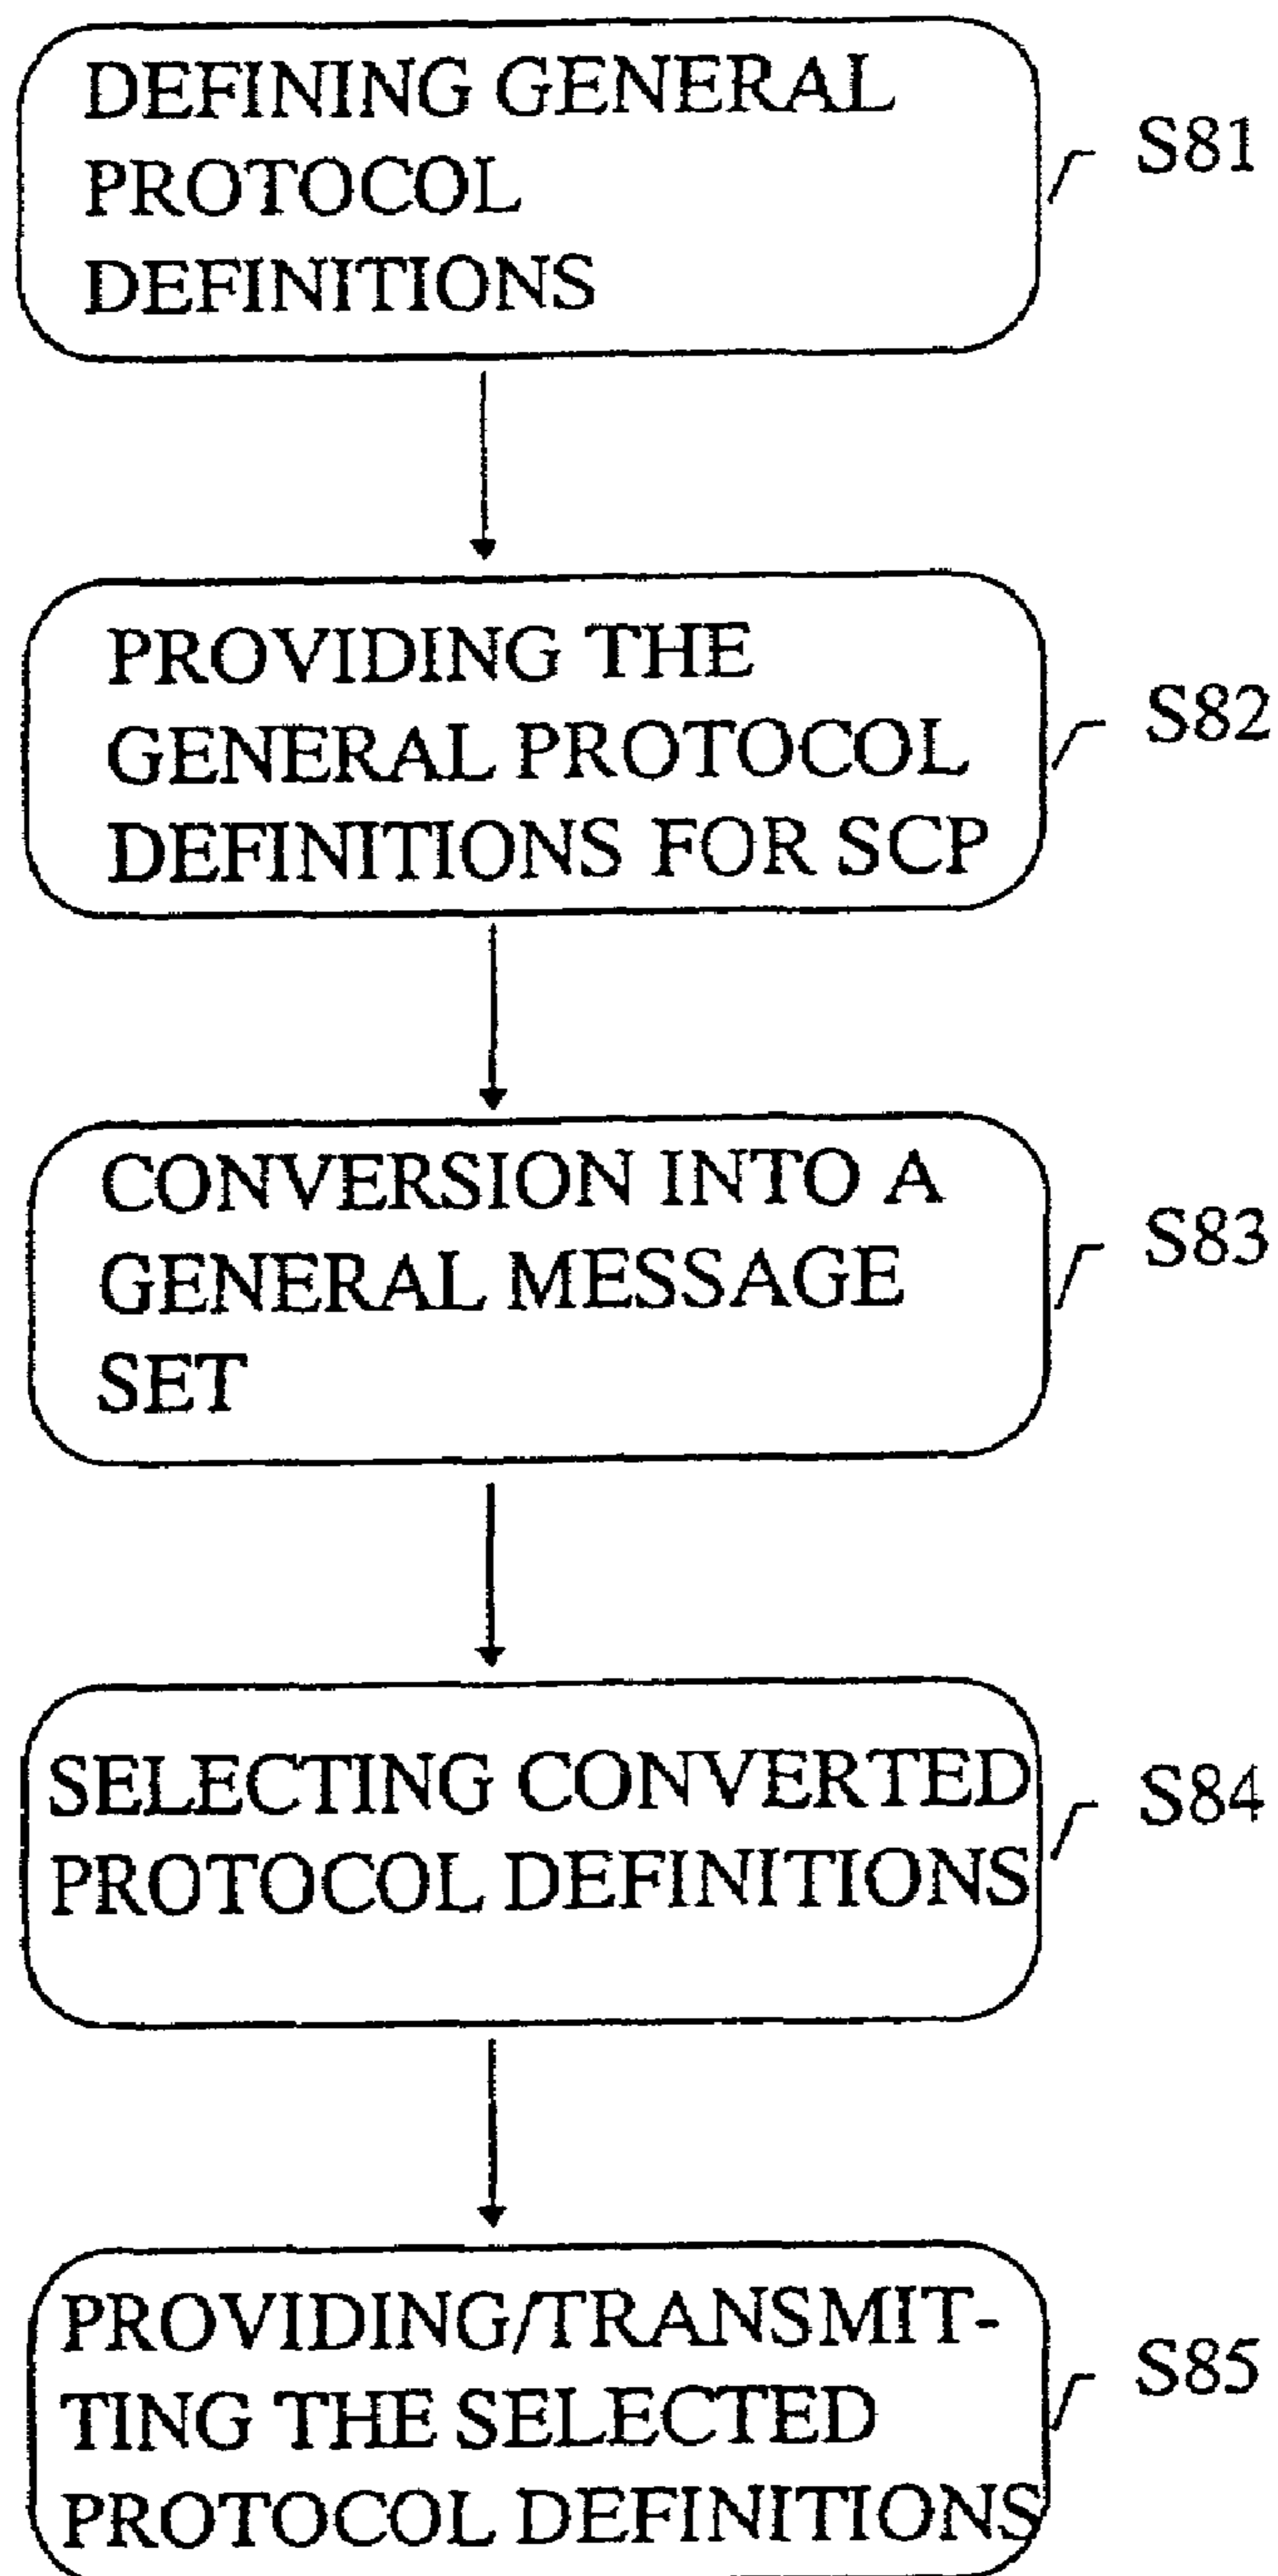 DEFINING GENERAL
PROTOCOL
DEFINITIONS
S81
PROVIDING THE
GENERAL PROTOCOL
DEFINITIONS FOR SCP
S82
CONVERSION INTO A
GENERAL MESSAGE
SET
S83
SELECTING CONVERTED
PROTOCOL DEFINITIONS
S84
PROVIDING/TRANSMIT-
TING THE SELECTED
PROTOCOL DEFINITIONS
S85